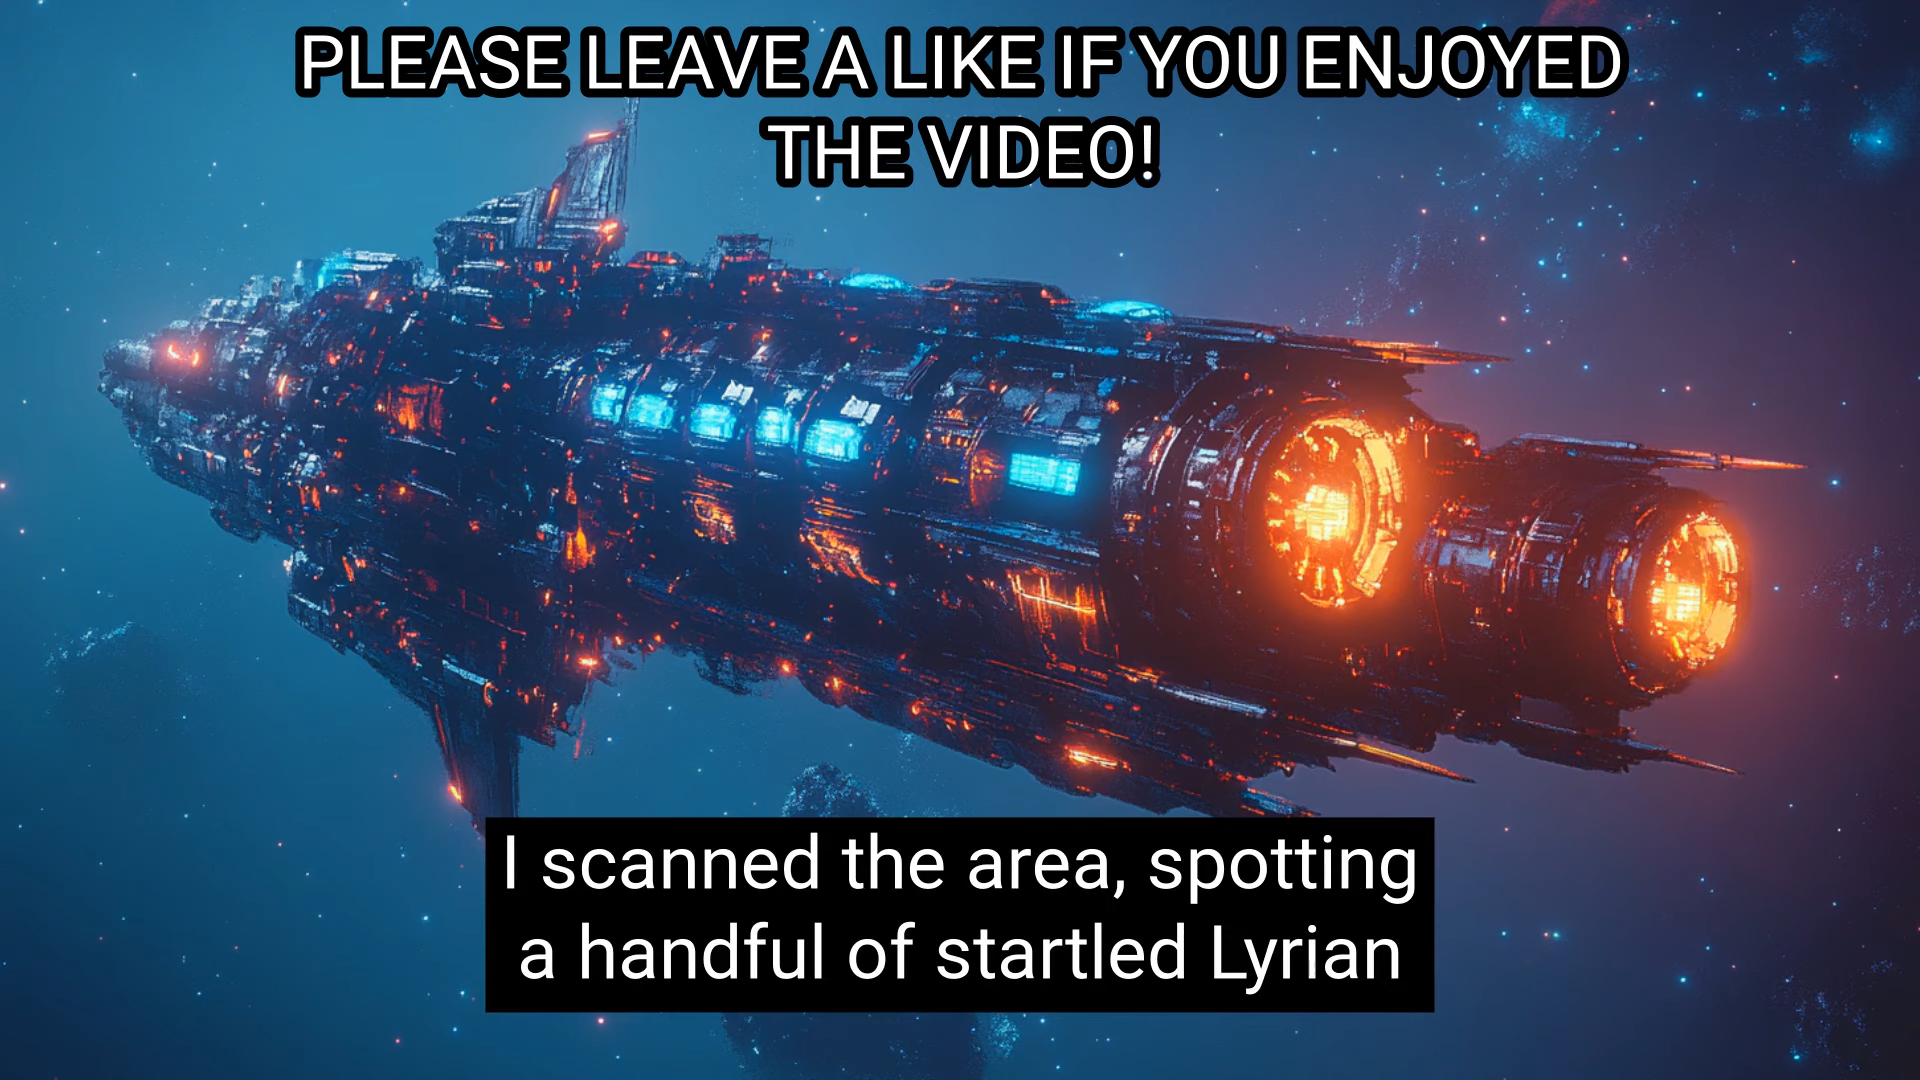 PLEASE LEAVE A LIKE IF YOU ENJOYED
THE VIDEO!
I scanned the area, spotting
a handful of startled Lyrian